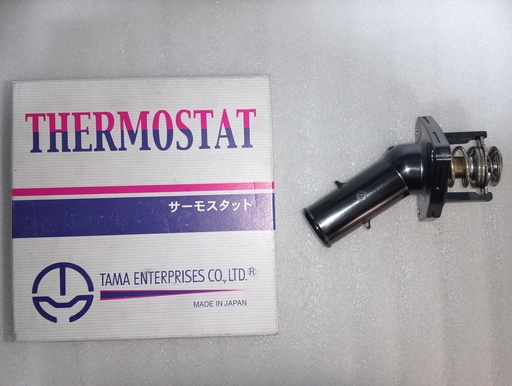 THERMOSTAT
サーモスタット
TAMA ENTERPRISES CO., LTD.®
MADE IN JAPAN